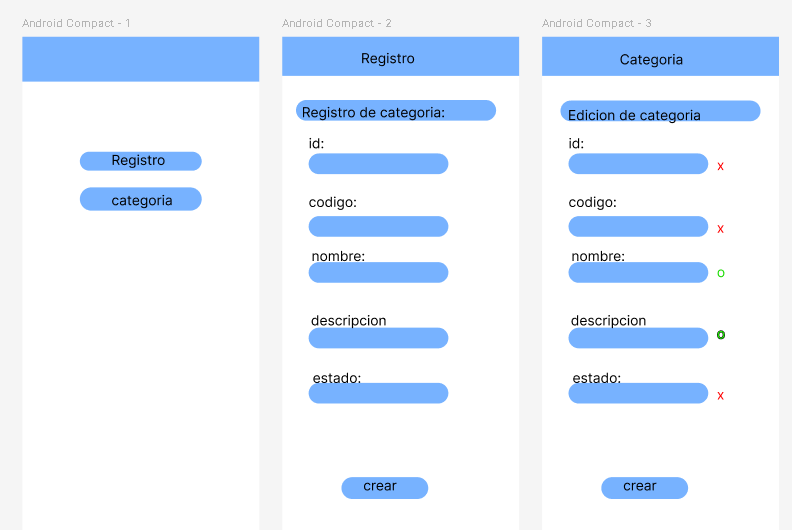 Android Compact - 1
Registro
categoria
Android Compact - 2
Registro
Registro de categoria:
id:
codigo:
nombre:
descripcion
estado:
crear
Android Compact - 3
Categoria
Edicion de categoria
id:
x
codigo:
x
nombre:
o
descripcion
o
estado:
x
crear